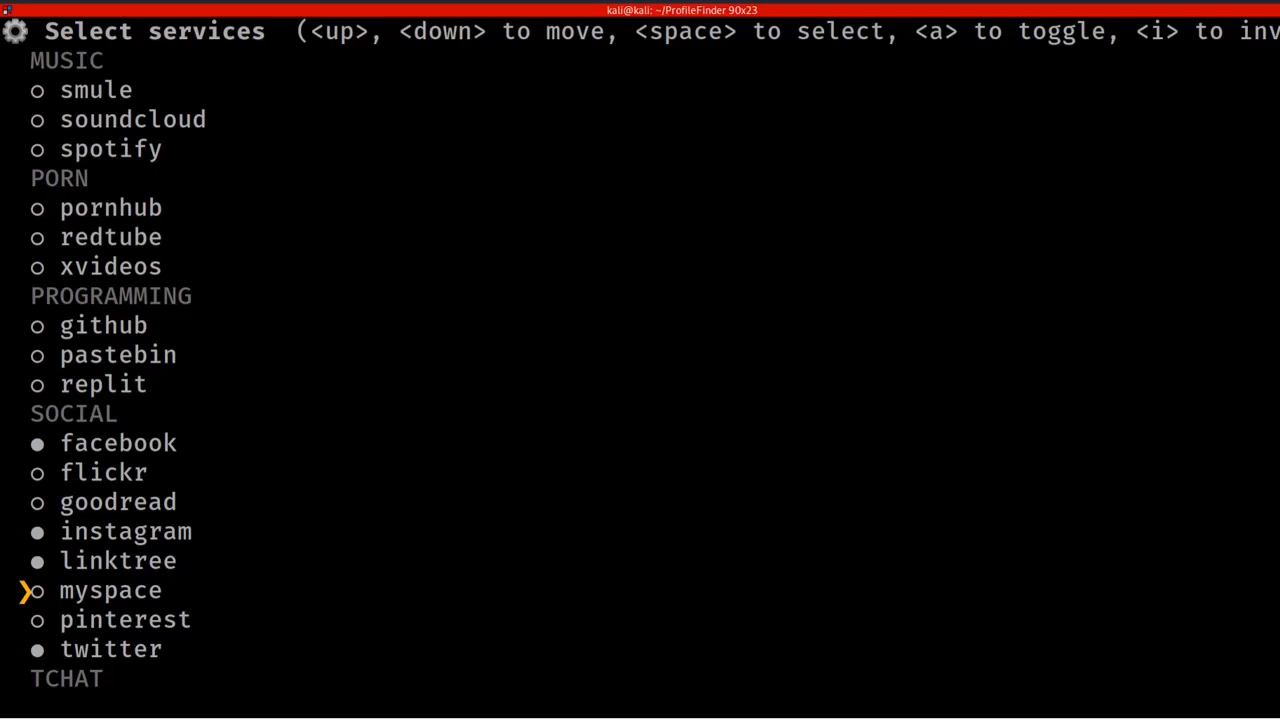 kali@kali: ~/ProfileFinder 90x23
Select services (<up>, <down> to move, <space> to select, <a> to toggle, <i> to inv
MUSIC
○ smule
○ soundcloud
○ spotify
PORN
○ pornhub
○ redtube
○ xvideos
PROGRAMMING
○ github
○ pastebin
○ replit
SOCIAL
● facebook
○ flickr
○ goodread
● instagram
● linktree
❯○ myspace
○ pinterest
● twitter
TCHAT